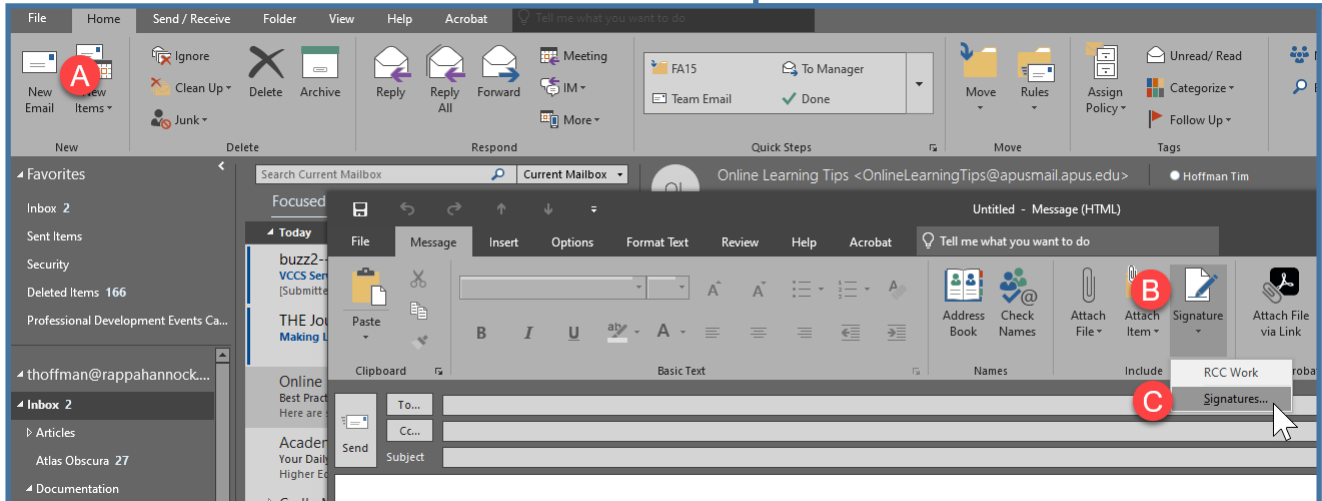 File Home Send / Receive Folder View Help Acrobat Tell me what you want to do
A
New Email
New Items
Ignore
Clean Up
Junk
Delete
Archive
Reply
Reply All
Forward
Meeting
IM
More
FA15
To Manager
Team Email
Done
Move
Rules
Assign Policy
Unread/ Read
Categorize
Follow Up
New Delete Respond Quick Steps Move Tags
Favorites
Inbox 2
Sent Items
Security
Deleted Items 166
Professional Development Events Ca...
thoffman@rappahannock....
Inbox 2
Articles
Atlas Obscura 27
Documentation
Search Current Mailbox
Current Mailbox
Online Learning Tips <OnlineLearningTips@apusmail.apus.edu>
Hoffman Tim
Focused
Today
buzz2--
VCCS Ser
[Submitte
THE Jou
Making L
Online
Best Pract
Here are
Academ
Your Daily
Higher Ed
Untitled - Message (HTML)
File Message Insert Options Format Text Review Help Acrobat Tell me what you want to do
Paste
B I U aby A
Address Book
Check Names
Attach File
B
Attach Item
Signature
Attach File via Link
Clipboard Basic Text Names Include
RCC Work
C
Signatures...
Send
To...
Cc...
Subject